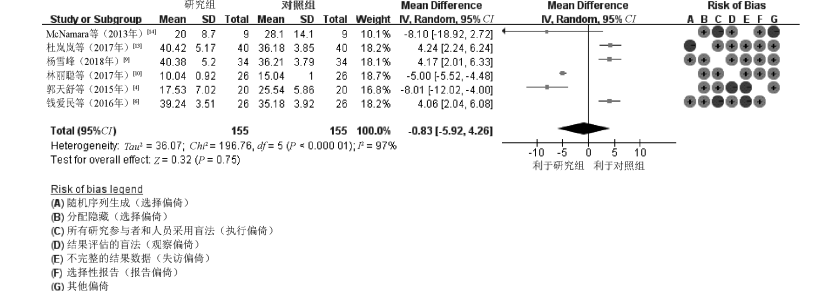 研究组 对照组 Mean Difference Mean Difference Risk of Bias
Study or Subgroup Mean SD Total Mean SD Total Weight IV, Random, 95% CI IV, Random, 95% CI A B C D E F G
McNamara等（2013年）[14] 20 8.7 9 28.1 14.1 9 10.1% -8.10 [-18.92, 2.72]
杜岚岚等（2017年）[13] 40.42 5.17 40 36.18 3.85 40 18.2% 4.24 [2.24, 6.24]
杨雪峰（2018年）[9] 40.38 5.2 34 36.21 3.79 34 18.1% 4.17 [2.01, 6.33]
林丽聪等（2017年）[10] 10.04 0.92 26 15.04 1 26 18.7% -5.00 [-5.52, -4.48]
郭天舒等（2015年）[4] 17.53 7.02 20 25.54 5.86 20 16.7% -8.01 [-12.02, -4.00]
钱爱民等（2016年）[6] 39.24 3.51 26 35.18 3.92 26 18.2% 4.06 [2.04, 6.08]
Total (95%CI) 155 155 100.0% -0.83 [-5.92, 4.26]
Heterogeneity: Tau² = 36.07; Chi² = 196.76, df = 5 (P < 0.000 01); I² = 97%
Test for overall effect: Z = 0.32 (P = 0.75)
-10 -5 0 5 10
利于研究组 利于对照组
Risk of bias legend
(A) 随机序列生成（选择偏倚）
(B) 分配隐藏（选择偏倚）
(C) 所有研究参与者和人员采用盲法（执行偏倚）
(D) 结果评估的盲法（观察偏倚）
(E) 不完整的结果数据（失访偏倚）
(F) 选择性报告（报告偏倚）
(G) 其他偏倚